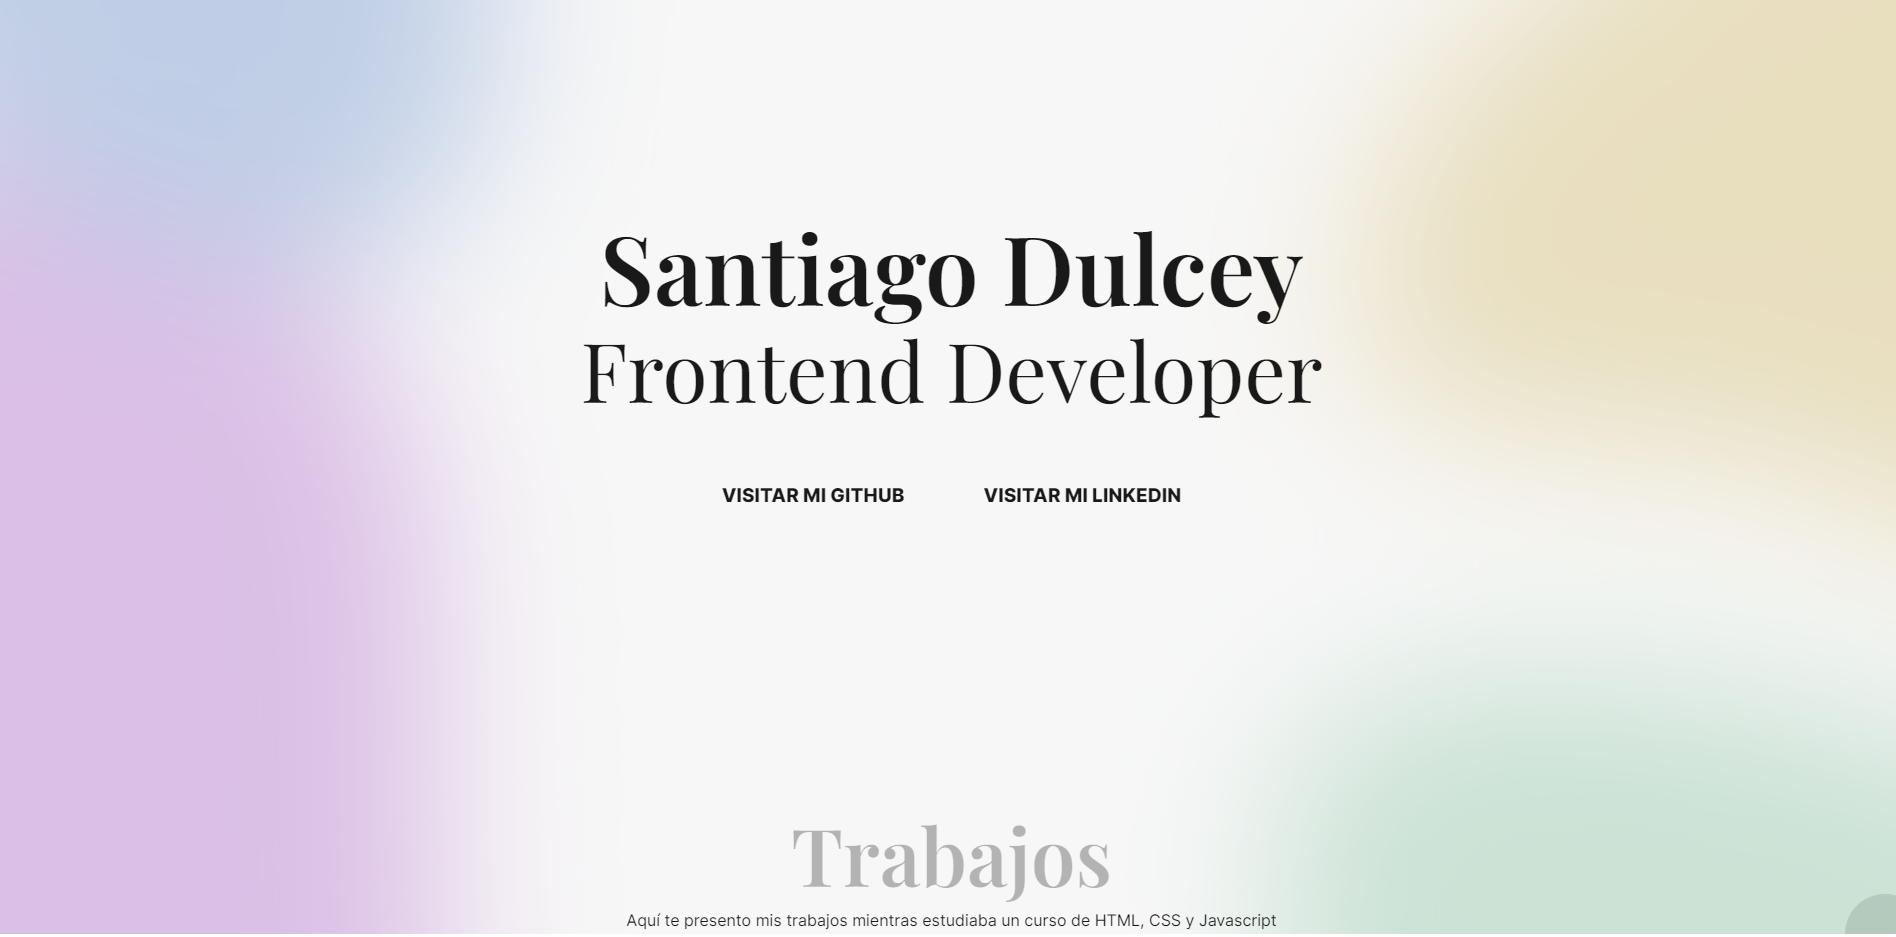 Santiago Dulcey
Frontend Developer
VISITAR MI GITHUB
VISITAR MI LINKEDIN
Trabajos
Aquí te presento mis trabajos mientras estudiaba un curso de HTML, CSS y Javascript